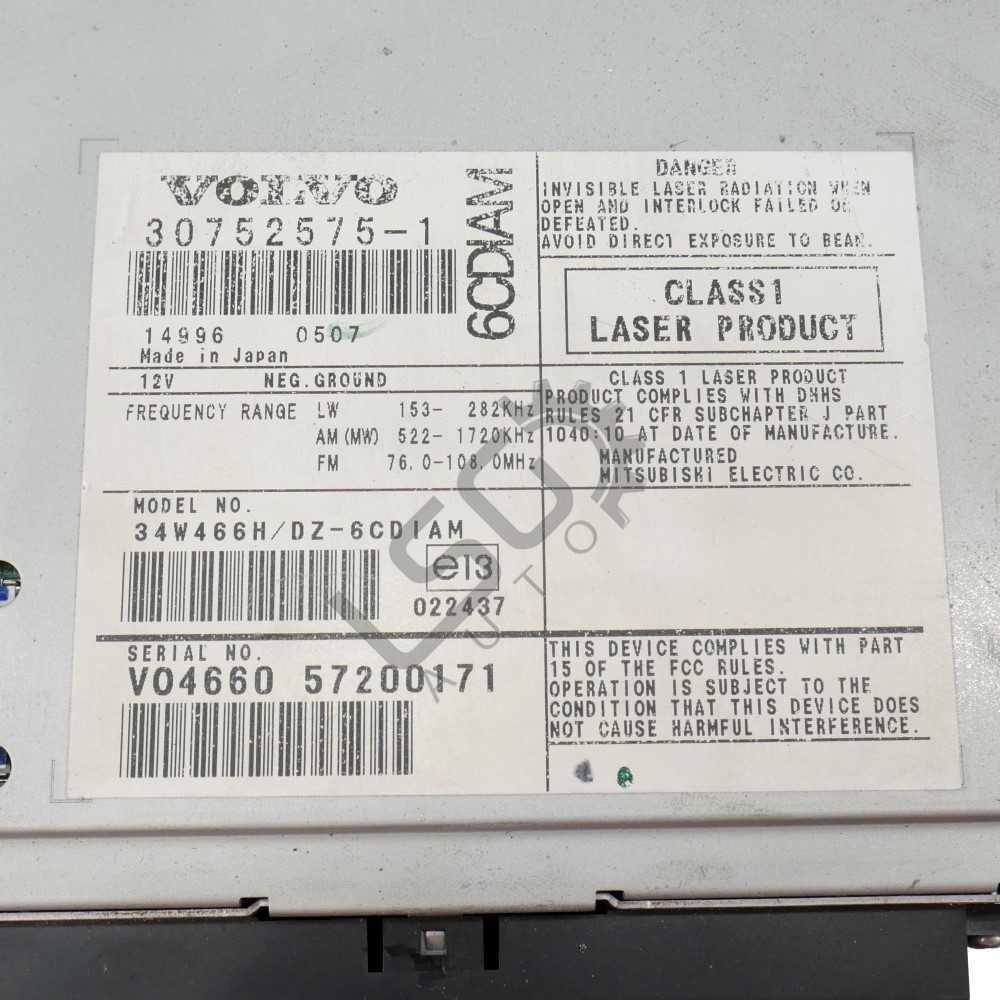 VOLVO
30752575-1
6CDIAM
14996 0507
Made in Japan
12V NEG.GROUND
FREQUENCY RANGE LW 153- 282KHz
AM(MW) 522- 1720KHz
FM 76.0-108.0MHz
MODEL NO.
34W466H/DZ-6CDIAM
e13
022437
SERIAL NO.
VO4660 57200171
DANGER
INVISIBLE LASER RADIATION WHEN
OPEN AND INTERLOCK FAILED OR
DEFEATED.
AVOID DIRECT EXPOSURE TO BEAM.
CLASS1
LASER PRODUCT
CLASS 1 LASER PRODUCT
PRODUCT COMPLIES WITH DHHS
RULES 21 CFR SUBCHAPTER J PART
1040:10 AT DATE OF MANUFACTURE.
MANUFACTURED
MITSUBISHI ELECTRIC CO.
THIS DEVICE COMPLIES WITH PART
15 OF THE FCC RULES.
OPERATION IS SUBJECT TO THE
CONDITION THAT THIS DEVICE DOES
NOT CAUSE HARMFUL INTERFERENCE.
LSD
AUTO